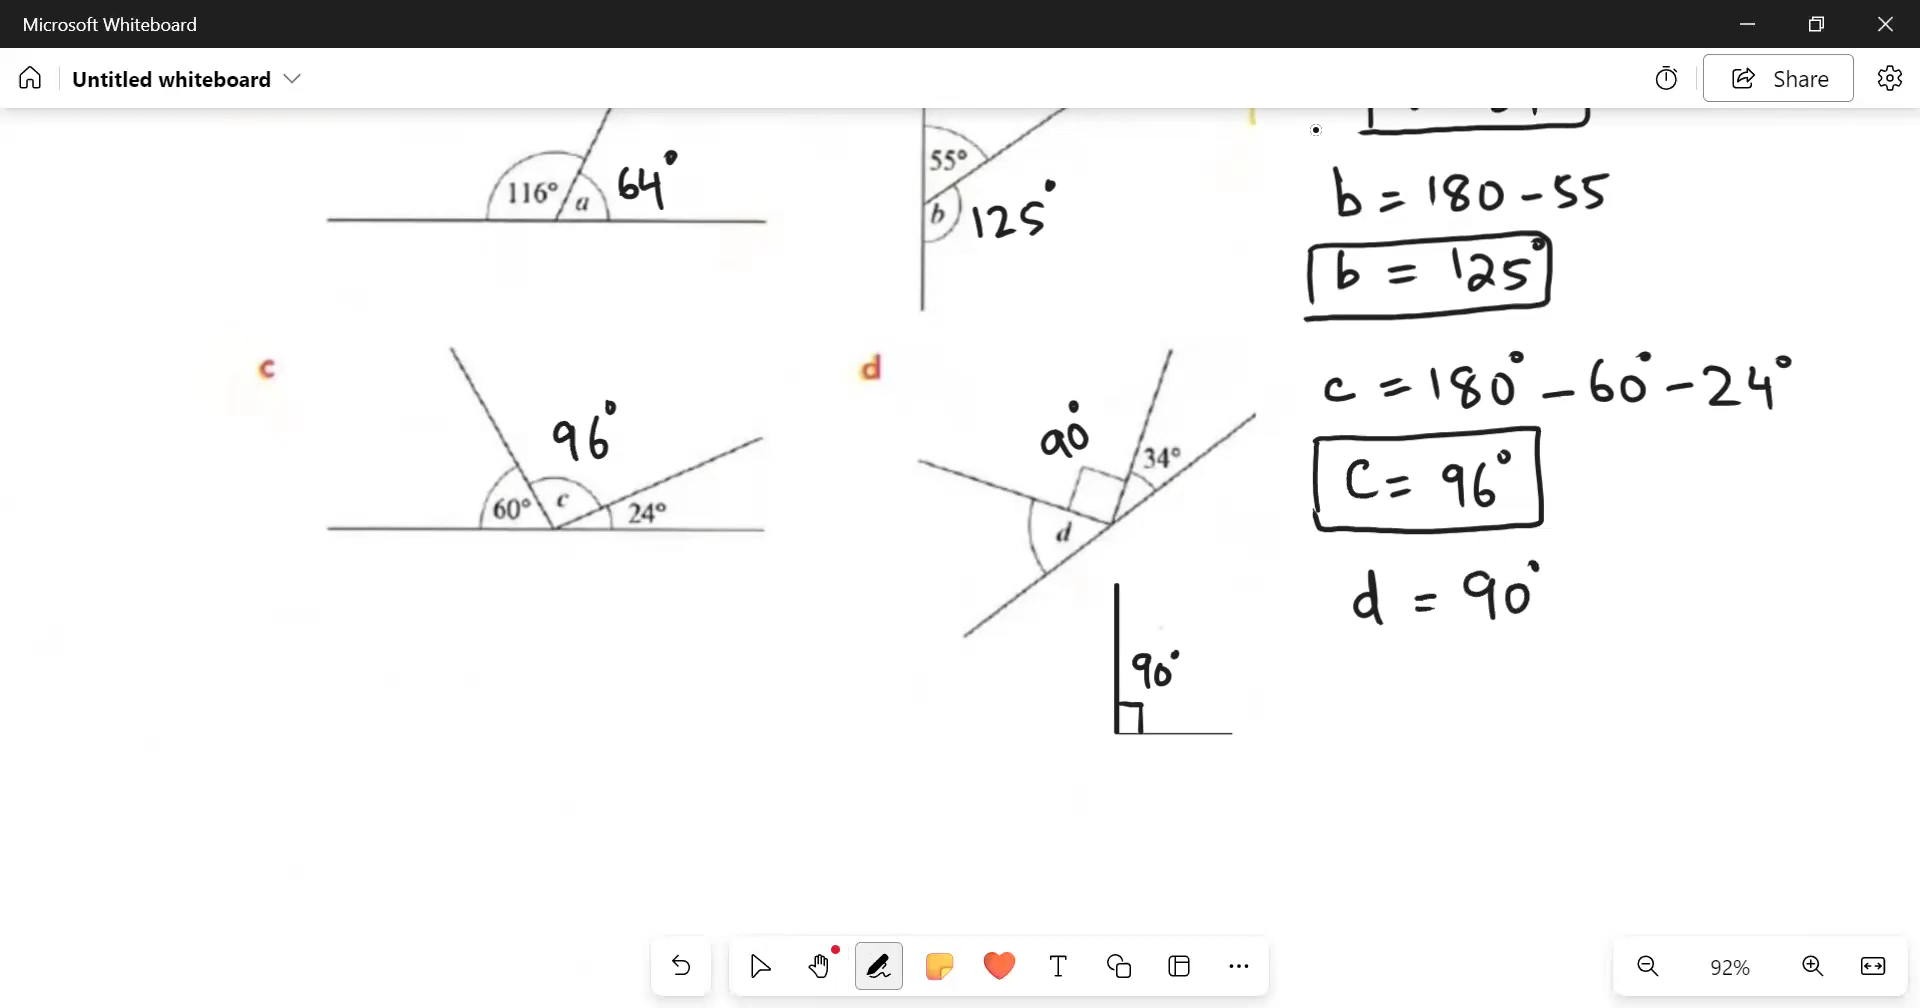 Microsoft Whiteboard
Untitled whiteboard
Share
116° a 64°
55°
b 125°
b = 180 - 55
b = 125°
c
96°
60° c 24°
d
90°
34°
d
90°
c = 180° - 60° - 24°
C = 96°
d = 90°
92%